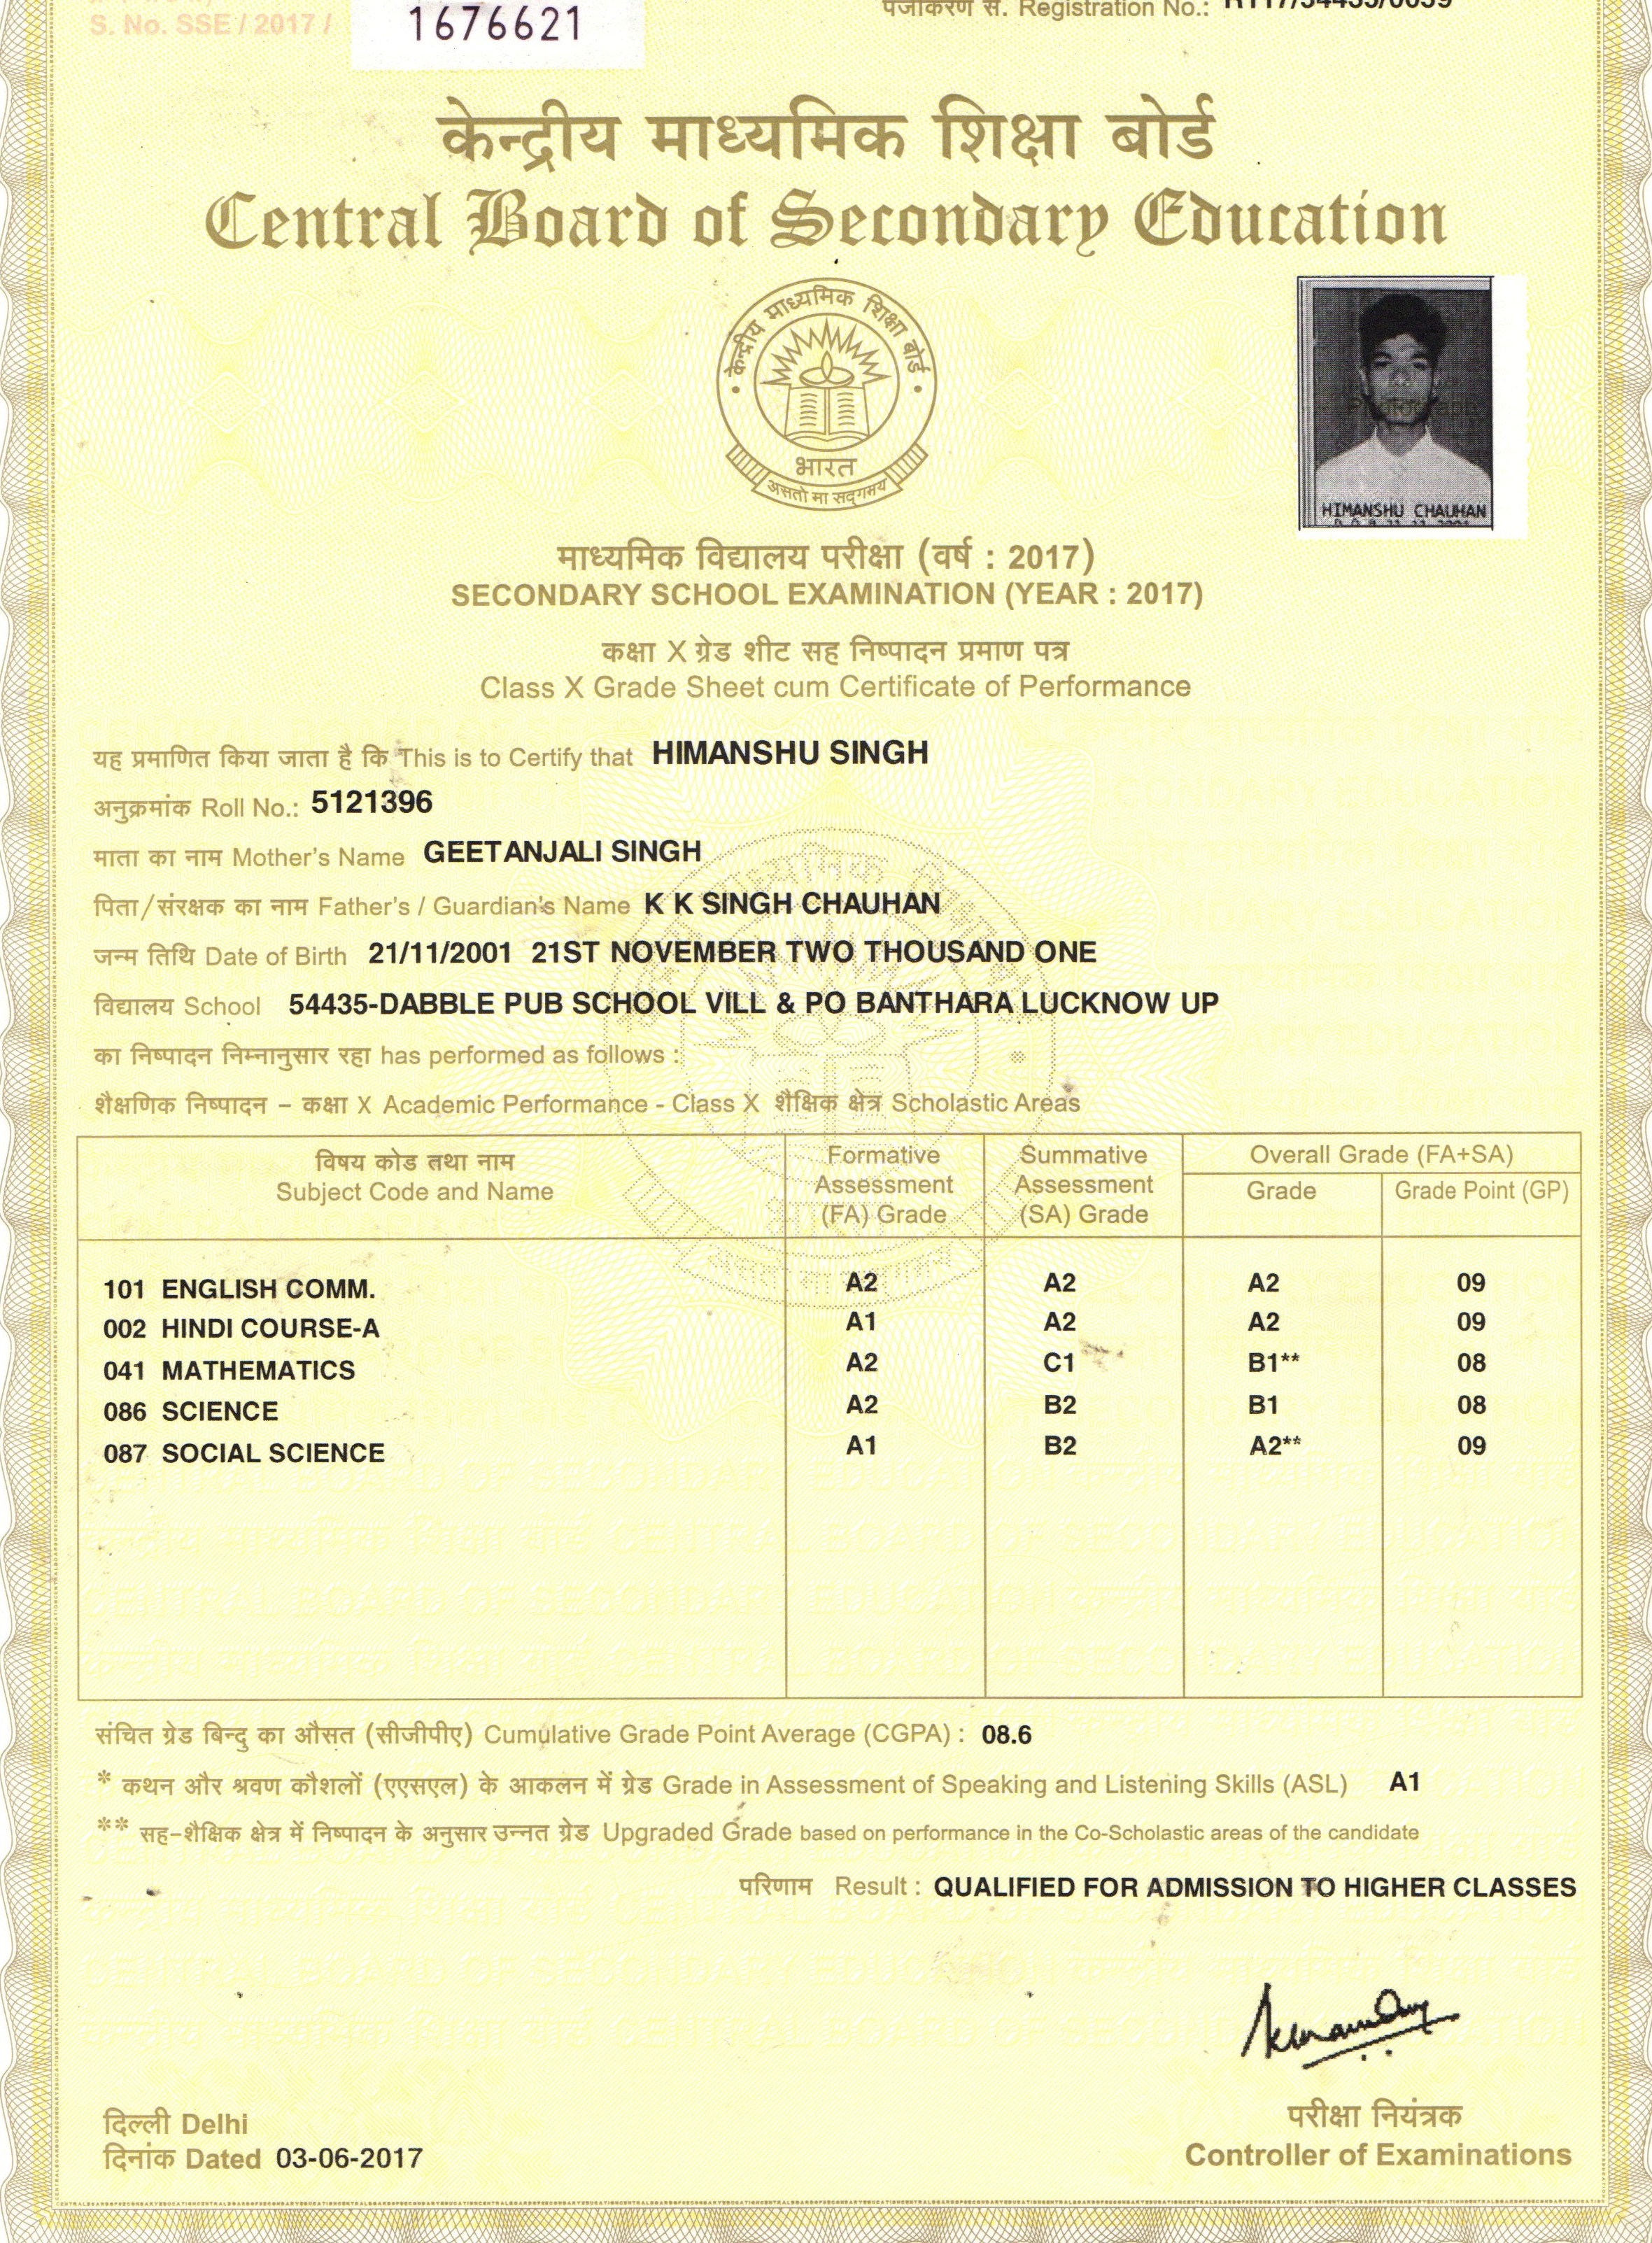 S. No. SSE / 2017 / 1676621
पंजीकरण सं. Registration No.:
केन्द्रीय माध्यमिक शिक्षा बोर्ड
Central Board of Secondary Education
केन्द्रीय माध्यमिक शिक्षा बोर्ड
भारत
असतो मा सद्गमय
Photograph
HIMANSHU CHAUHAN
माध्यमिक विद्यालय परीक्षा (वर्ष : 2017)
SECONDARY SCHOOL EXAMINATION (YEAR : 2017)
कक्षा X ग्रेड शीट सह निष्पादन प्रमाण पत्र
Class X Grade Sheet cum Certificate of Performance
यह प्रमाणित किया जाता है कि This is to Certify that HIMANSHU SINGH
अनुक्रमांक Roll No.: 5121396
माता का नाम Mother's Name GEETANJALI SINGH
पिता/संरक्षक का नाम Father's / Guardian's Name K K SINGH CHAUHAN
जन्म तिथि Date of Birth 21/11/2001 21ST NOVEMBER TWO THOUSAND ONE
विद्यालय School 54435-DABBLE PUB SCHOOL VILL & PO BANTHARA LUCKNOW UP
का निष्पादन निम्नानुसार रहा has performed as follows :
शैक्षणिक निष्पादन – कक्षा X Academic Performance - Class X शैक्षिक क्षेत्र Scholastic Areas
विषय कोड तथा नाम
Subject Code and Name
Formative
Assessment
(FA) Grade
Summative
Assessment
(SA) Grade
Overall Grade (FA+SA)
Grade Grade Point (GP)
101 ENGLISH COMM. A2 A2 A2 09
002 HINDI COURSE-A A1 A2 A2 09
041 MATHEMATICS A2 C1 B1** 08
086 SCIENCE A2 B2 B1 08
087 SOCIAL SCIENCE A1 B2 A2** 09
संचित ग्रेड बिन्दु का औसत (सीजीपीए) Cumulative Grade Point Average (CGPA) : 08.6
* कथन और श्रवण कौशलों (एएसएल) के आकलन में ग्रेड Grade in Assessment of Speaking and Listening Skills (ASL) A1
** सह-शैक्षिक क्षेत्र में निष्पादन के अनुसार उन्नत ग्रेड Upgraded Grade based on performance in the Co-Scholastic areas of the candidate
परिणाम Result : QUALIFIED FOR ADMISSION TO HIGHER CLASSES
दिल्ली Delhi
दिनांक Dated 03-06-2017
परीक्षा नियंत्रक
Controller of Examinations